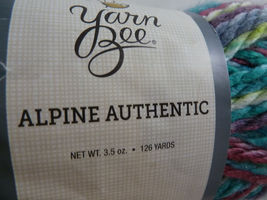 Yarn
Bee.
ALPINE AUTHENTIC
NET WT. 3.5 oz. • 126 YARDS